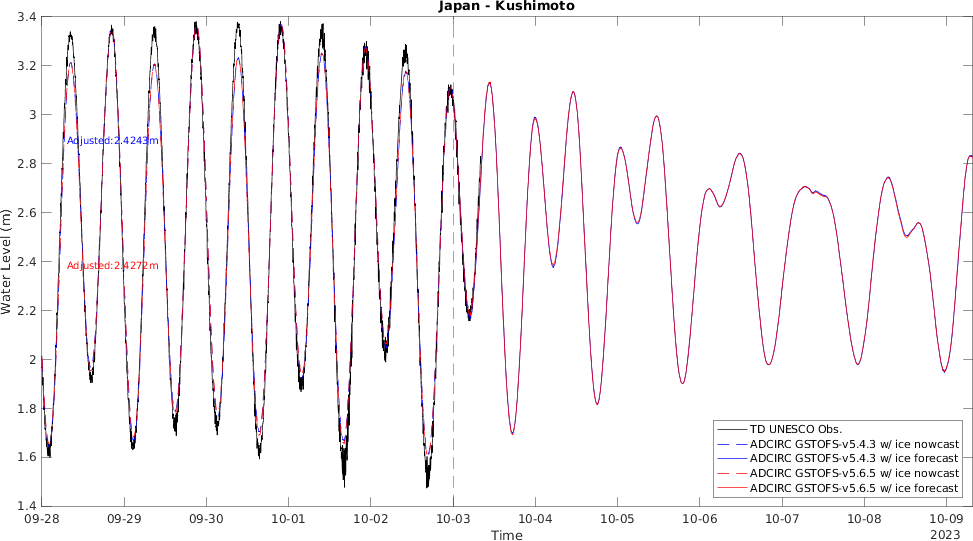 Japan - Kushimoto
3.4
3.2
3
2.8
2.6
2.4
2.2
2
1.8
1.6
1.4
Water Level (m)
Adjusted:2.4243m
Adjusted:2.4272m
TD UNESCO Obs.
ADCIRC GSTOFS-v5.4.3 w/ ice nowcast
ADCIRC GSTOFS-v5.4.3 w/ ice forecast
ADCIRC GSTOFS-v5.6.5 w/ ice nowcast
ADCIRC GSTOFS-v5.6.5 w/ ice forecast
09-28 09-29 09-30 10-01 10-02 10-03 10-04 10-05 10-06 10-07 10-08 10-09
2023
Time